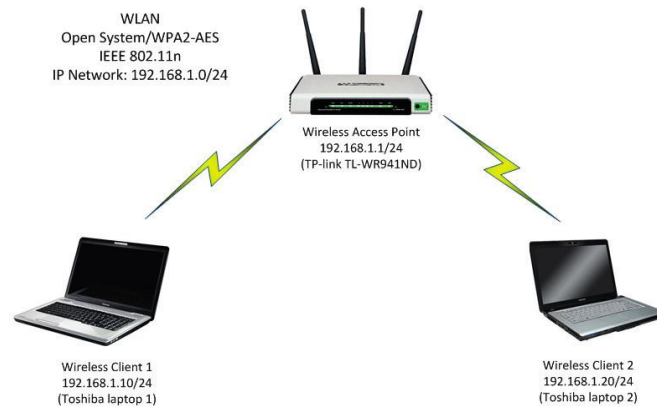 WLAN
Open System/WPA2-AES
IEEE 802.11n
IP Network: 192.168.1.0/24
Wireless Access Point
192.168.1.1/24
(TP-link TL-WR941ND)
Wireless Client 1
192.168.1.10/24
(Toshiba laptop 1)
Wireless Client 2
192.168.1.20/24
(Toshiba laptop 2)